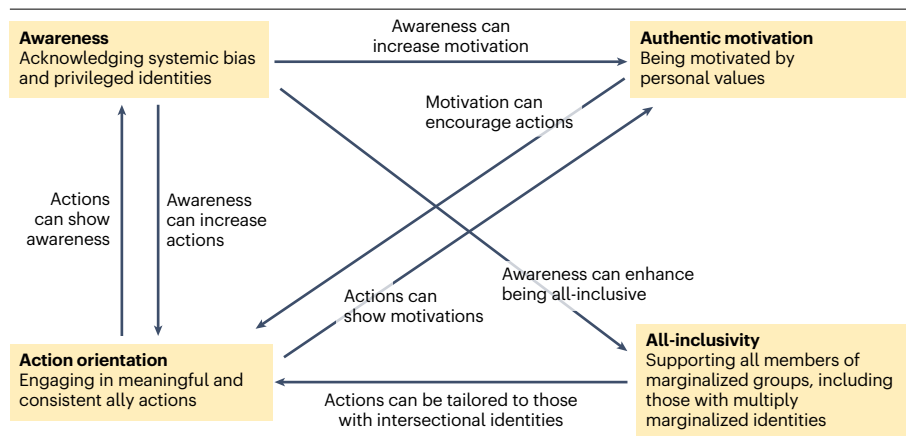 Awareness
Acknowledging systemic bias
and privileged identities
Awareness can
increase motivation
Authentic motivation
Being motivated by
personal values
Motivation can
encourage actions
Actions
can show
awareness
Awareness
can increase
actions
Awareness can enhance
being all-inclusive
Actions can
show motivations
Action orientation
Engaging in meaningful and
consistent ally actions
Actions can be tailored to those
with intersectional identities
All-inclusivity
Supporting all members of
marginalized groups, including
those with multiply
marginalized identities